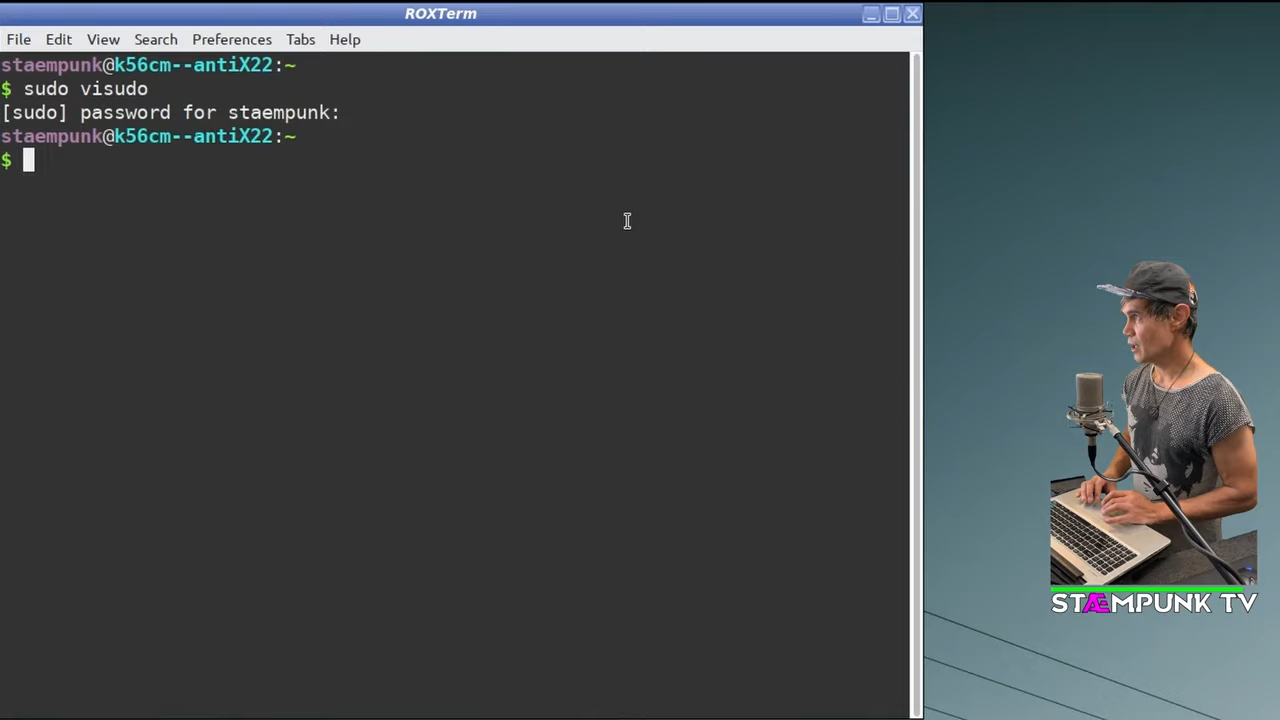 ROXTerm
File Edit View Search Preferences Tabs Help
staempunk@k56cm--antiX22:~
$ sudo visudo
[sudo] password for staempunk:
staempunk@k56cm--antiX22:~
$
STÆMPUNK TV